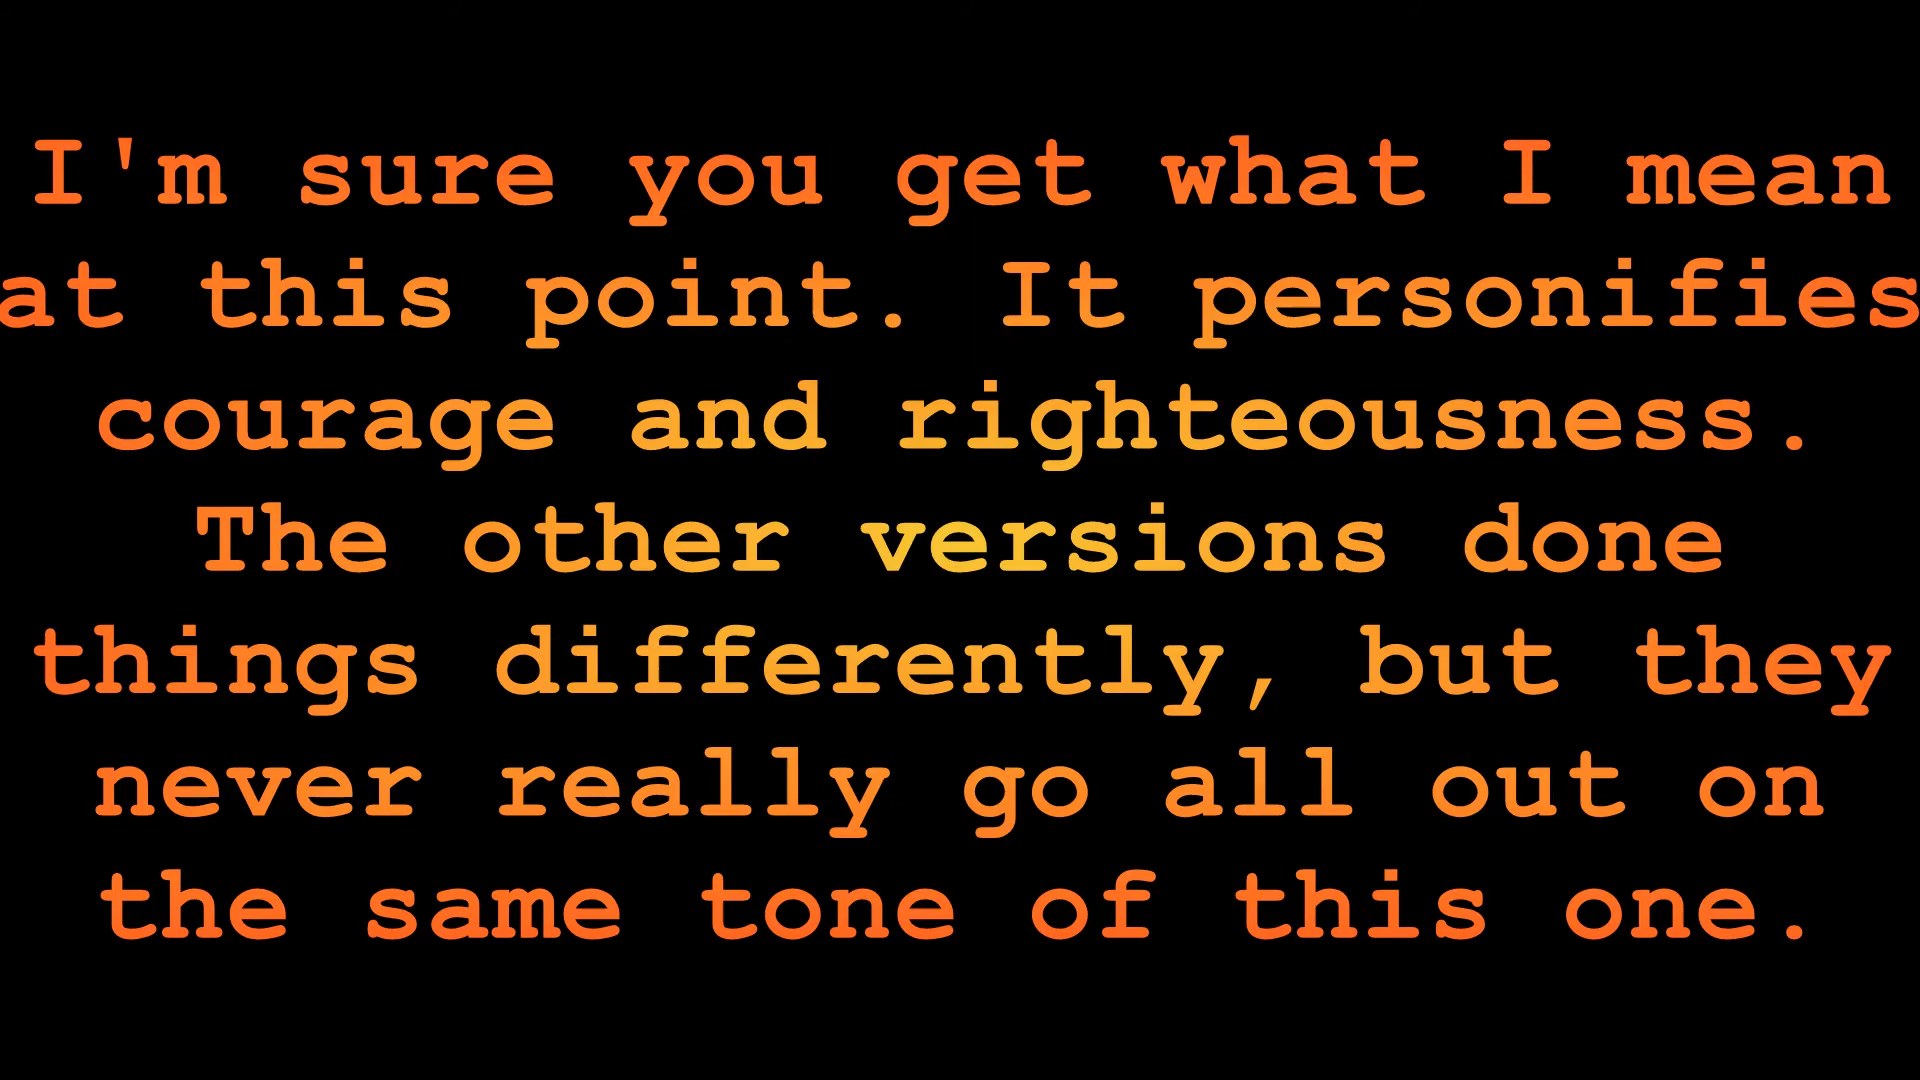 I'm sure you get what I mean
at this point. It personifies
courage and righteousness.
The other versions done
things differently, but they
never really go all out on
the same tone of this one.